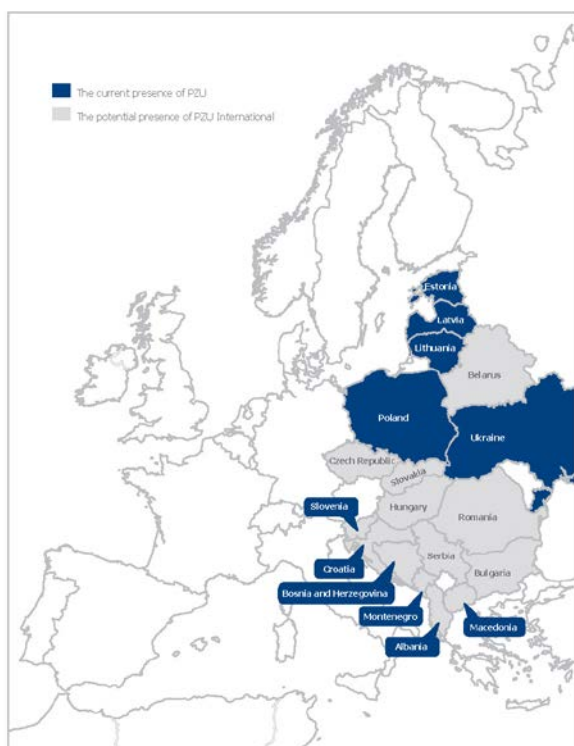 The current presence of PZU
The potential presence of PZU International
Estonia
Latvia
Lithuania
Belarus
Poland
Ukraine
Czech Republic
Slovakia
Slovenia
Hungary
Romania
Croatia
Serbia
Bosnia and Herzegovina
Bulgaria
Montenegro
Macedonia
Albania